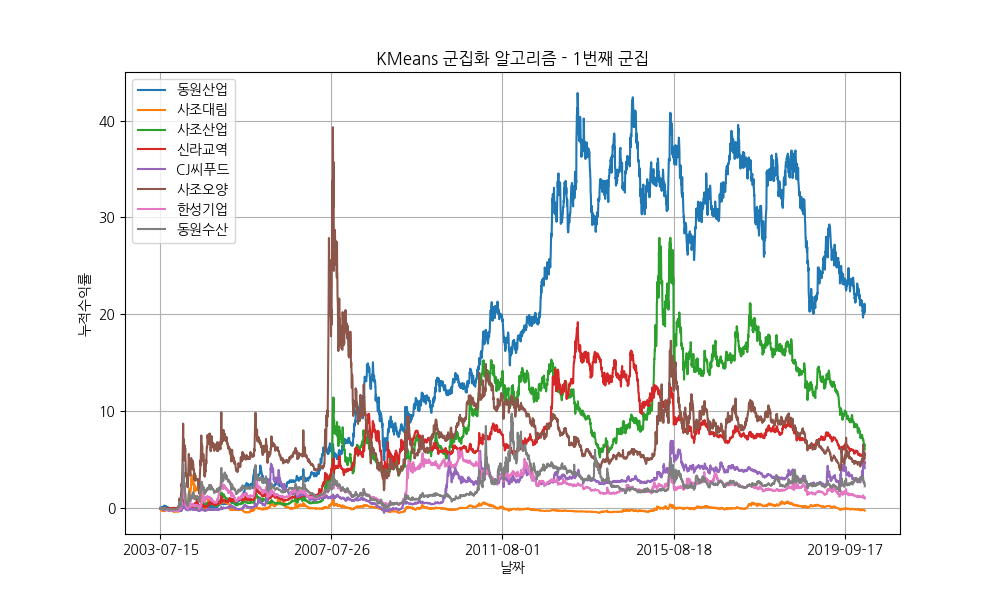 KMeans 군집화 알고리즘 - 1번째 군집
동원산업
사조대림
사조산업
신라교역
CJ씨푸드
사조오양
한성기업
동원수산
누적수익률
40
30
20
10
0
2003-07-15
2007-07-26
2011-08-01
2015-08-18
2019-09-17
날짜